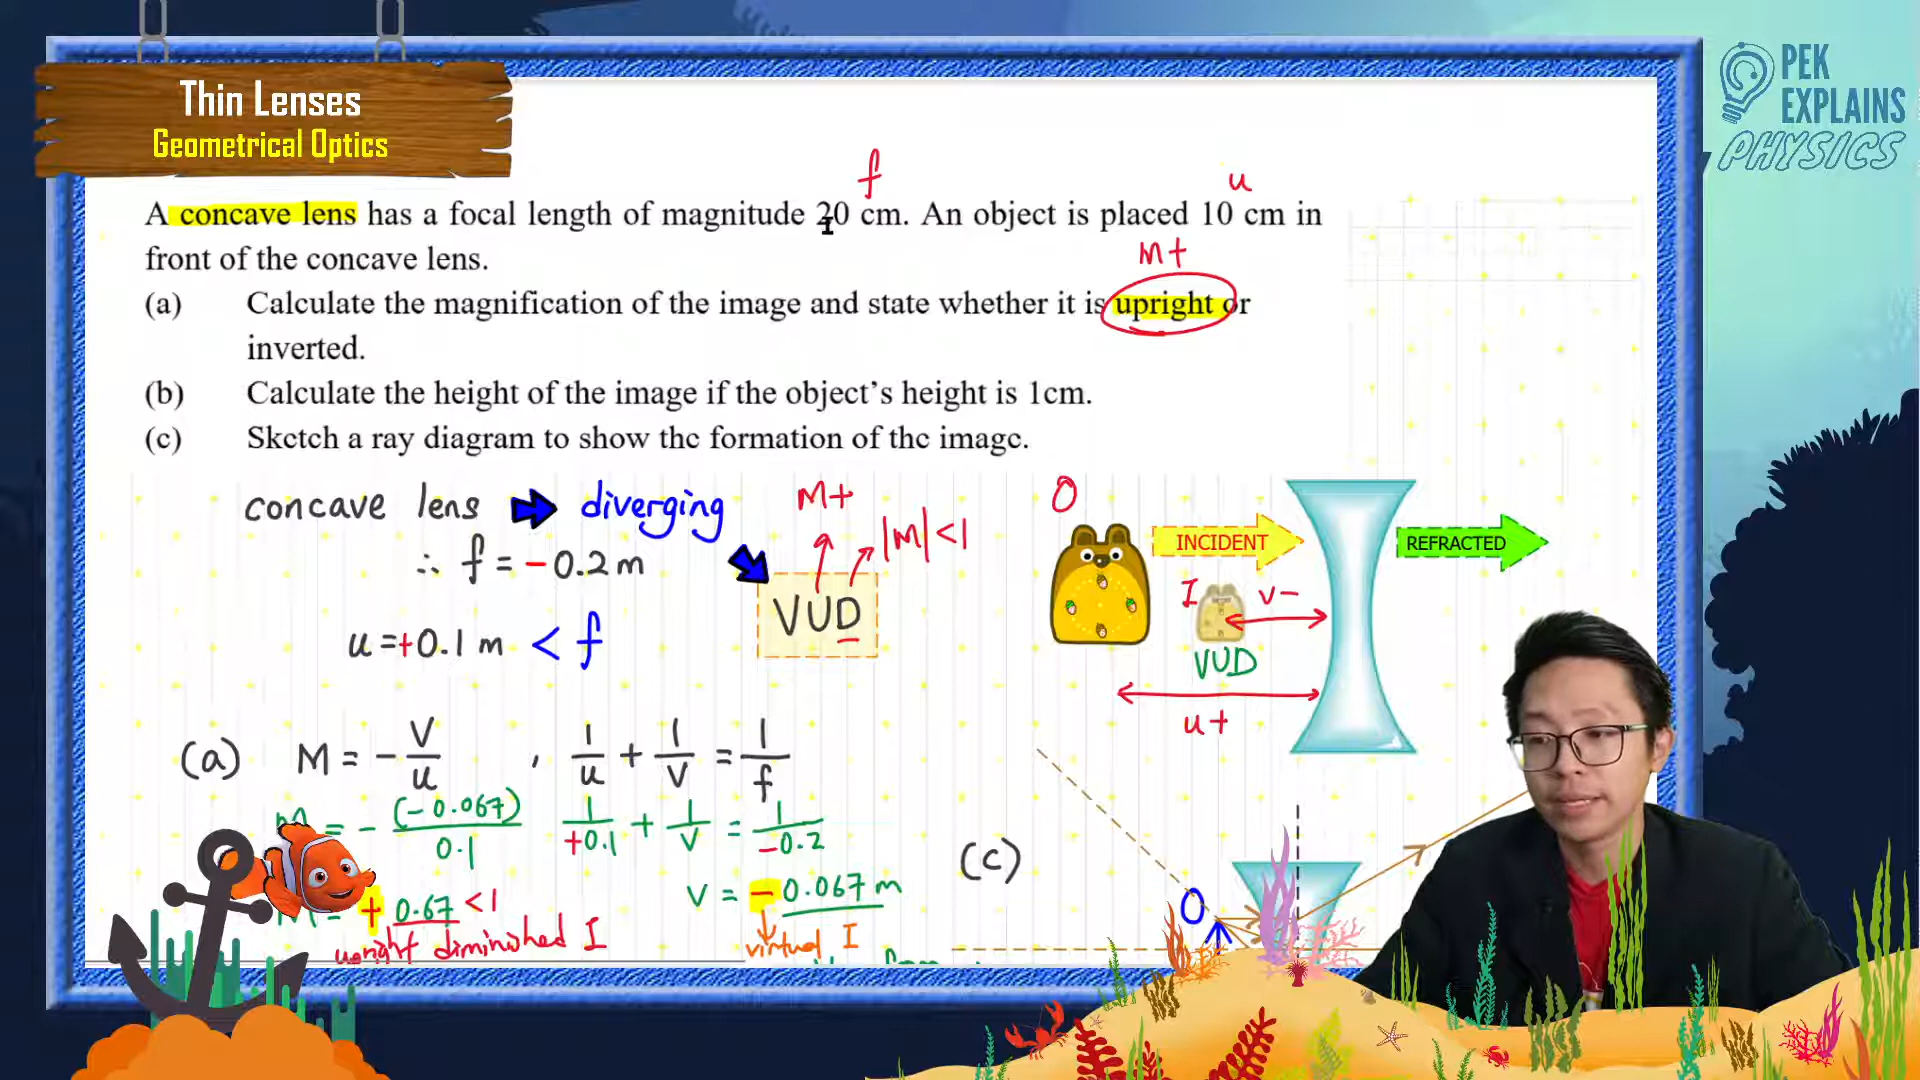 Thin Lenses
Geometrical Optics
PEK
EXPLAINS
PHYSICS
f
u
A concave lens has a focal length of magnitude 20 cm. An object is placed 10 cm in
front of the concave lens.
M+
(a) Calculate the magnification of the image and state whether it is upright or
inverted.
(b) Calculate the height of the image if the object's height is 1cm.
(c) Sketch a ray diagram to show the formation of the image.
concave lens ➡ diverging
∴ f = -0.2 m
u = +0.1 m < f
M+
|M| < 1
VUD
O
INCIDENT
REFRACTED
I
V-
VUD
u+
(a) M = - V/u , 1/u + 1/V = 1/f
M = - (-0.067)/0.1
1/+0.1 + 1/V = 1/-0.2
V = -0.067 m
M = + 0.67 < 1
upright diminished I
virtual I
(c)
O